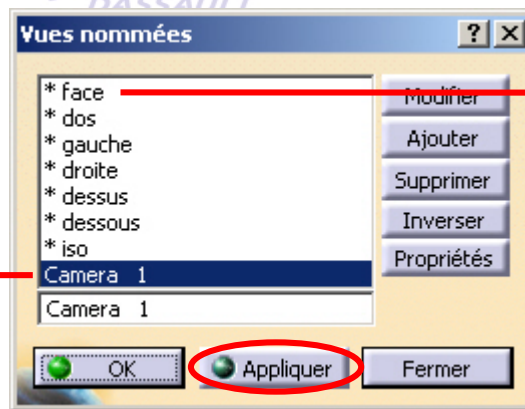 DASSAULT
Vues nommées
* face
* dos
* gauche
* droite
* dessus
* dessous
* iso
Camera 1
Camera 1
Modifier
Ajouter
Supprimer
Inverser
Propriétés
OK
Appliquer
Fermer